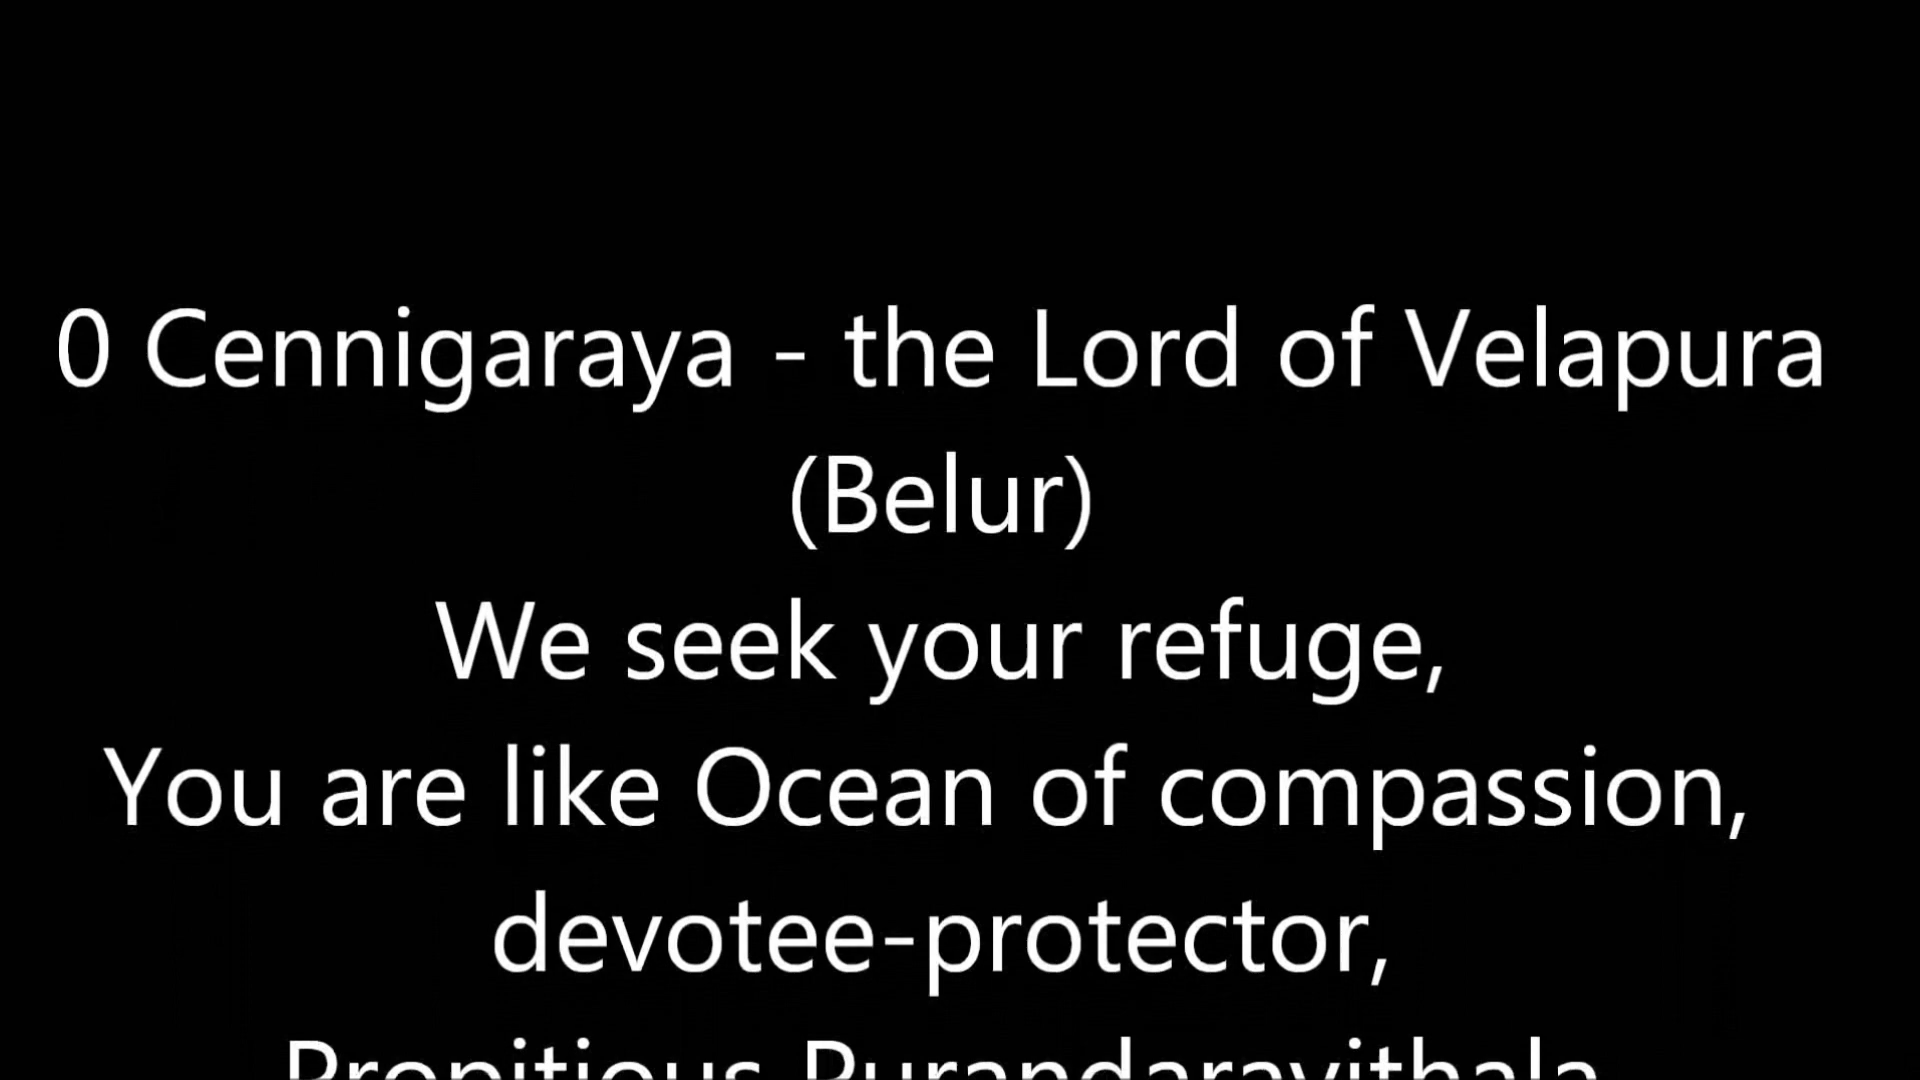 0 Cennigaraya - the Lord of Velapura
(Belur)
We seek your refuge,
You are like Ocean of compassion,
devotee-protector,
Propitious Purandaravithala